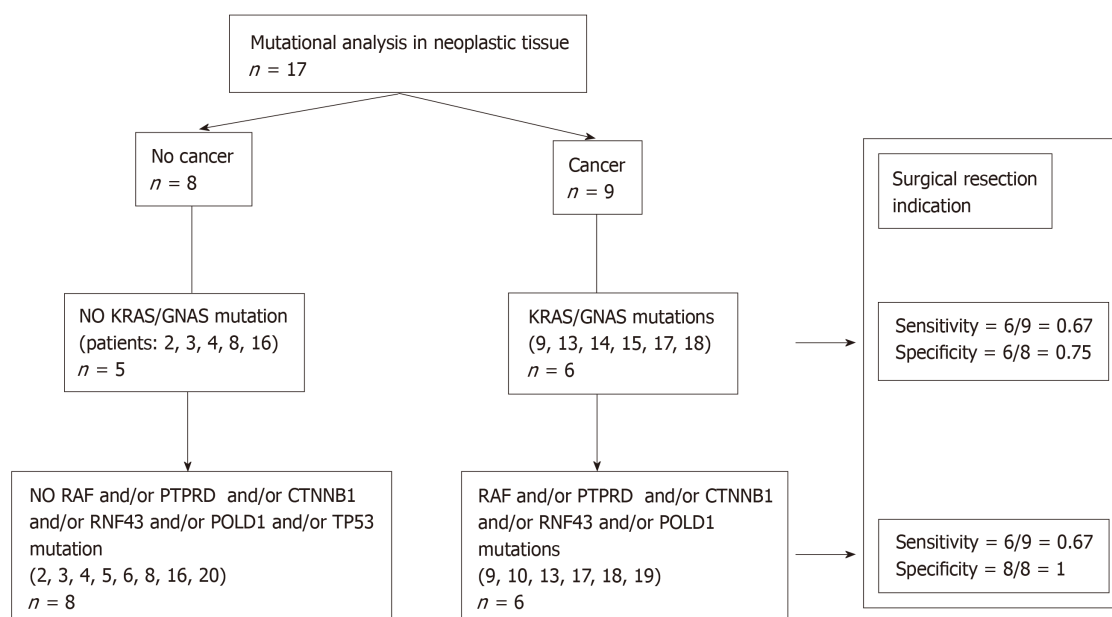 Mutational analysis in neoplastic tissue
n = 17
No cancer
n = 8
Cancer
n = 9
Surgical resection
indication
NO KRAS/GNAS mutation
(patients: 2, 3, 4, 8, 16)
n = 5
KRAS/GNAS mutations
(9, 13, 14, 15, 17, 18)
n = 6
Sensitivity = 6/9 = 0.67
Specificity = 6/8 = 0.75
NO RAF and/or PTPRD and/or CTNNB1
and/or RNF43 and/or POLD1 and/or TP53
mutation
(2, 3, 4, 5, 6, 8, 16, 20)
n = 8
RAF and/or PTPRD and/or CTNNB1
and/or RNF43 and/or POLD1
mutations
(9, 10, 13, 17, 18, 19)
n = 6
Sensitivity = 6/9 = 0.67
Specificity = 8/8 = 1